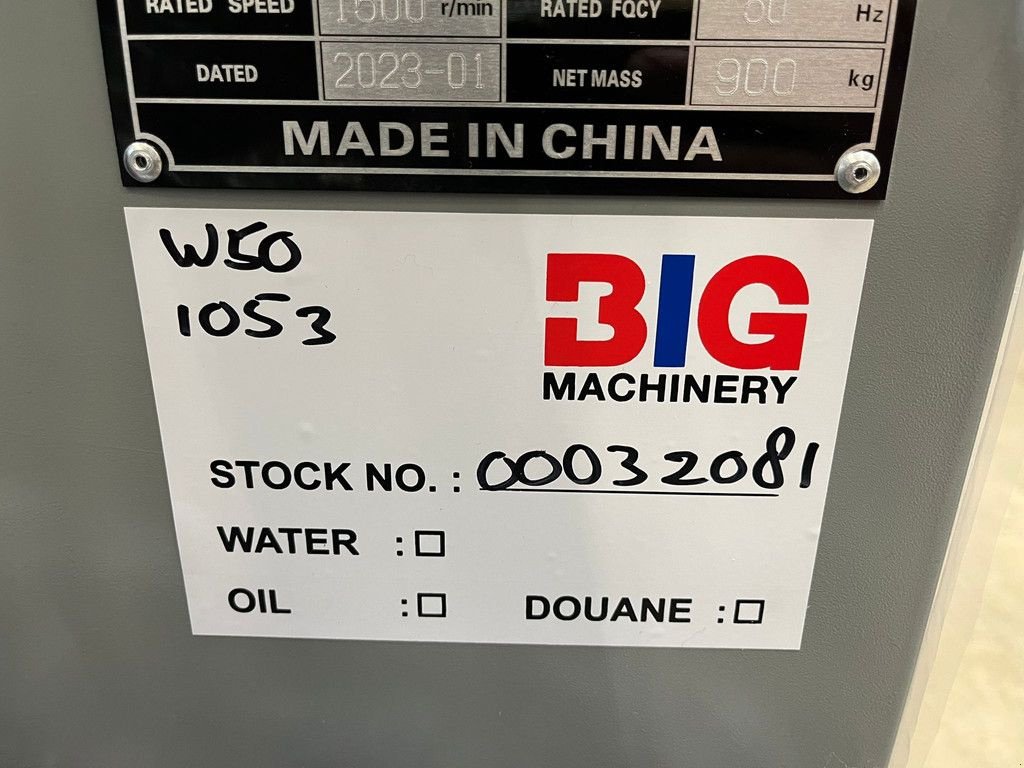 RATED SPEED 1500 r/min RATED FQCY 50 Hz
DATED 2023-01 NET MASS 900 kg
MADE IN CHINA
W50
1053
BIG
MACHINERY
STOCK NO. : 00032081
WATER : □
OIL : □ DOUANE : □